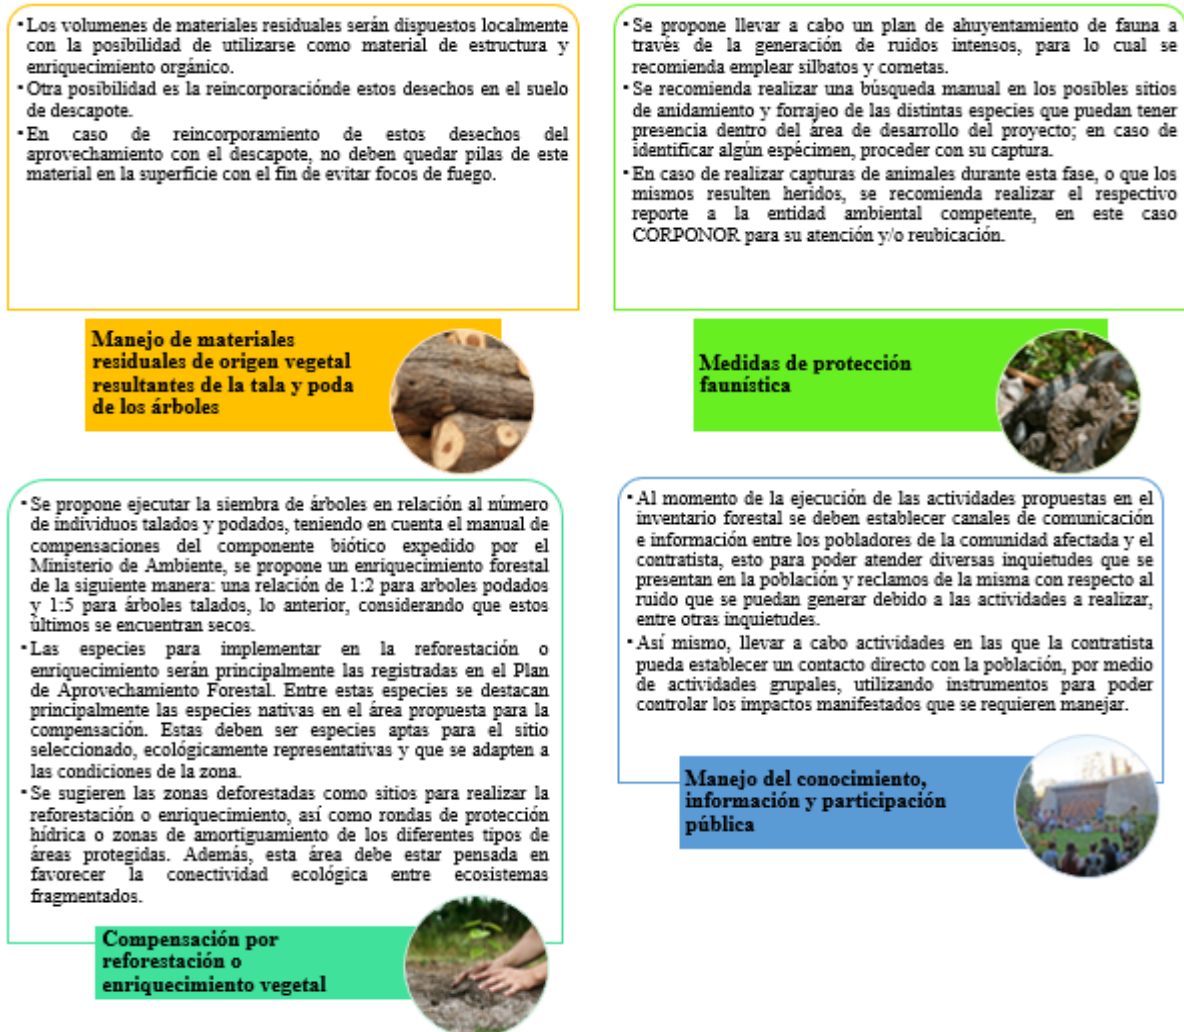 • Los volumenes de materiales residuales serán dispuestos localmente
con la posibilidad de utilizarse como material de estructura y
enriquecimiento orgánico.
• Otra posibilidad es la reincorporaciónde estos desechos en el suelo
de descapote.
• En caso de reincorporamiento de estos desechos del
aprovechamiento con el descapote, no deben quedar pilas de este
material en la superficie con el fin de evitar focos de fuego.
Manejo de materiales
residuales de origen vegetal
resultantes de la tala y poda
de los árboles
• Se propone llevar a cabo un plan de ahuyentamiento de fauna a
través de la generación de ruidos intensos, para lo cual se
recomienda emplear silbatos y cornetas.
• Se recomienda realizar una búsqueda manual en los posibles sitios
de anidamiento y forrajeo de las distintas especies que puedan tener
presencia dentro del área de desarrollo del proyecto; en caso de
identificar algún espécimen, proceder con su captura.
• En caso de realizar capturas de animales durante esta fase, o que los
mismos resulten heridos, se recomienda realizar el respectivo
reporte a la entidad ambiental competente, en este caso
CORPONOR para su atención y/o reubicación.
Medidas de protección
faunística
• Se propone ejecutar la siembra de árboles en relación al número
de individuos talados y podados, teniendo en cuenta el manual de
compensaciones del componente biótico expedido por el
Ministerio de Ambiente, se propone un enriquecimiento forestal
de la siguiente manera: una relación de 1:2 para arboles podados
y 1:5 para árboles talados, lo anterior, considerando que estos
últimos se encuentran secos.
• Las especies para implementar en la reforestación o
enriquecimiento serán principalmente las registradas en el Plan
de Aprovechamiento Forestal. Entre estas especies se destacan
principalmente las especies nativas en el área propuesta para la
compensación. Estas deben ser especies aptas para el sitio
seleccionado, ecológicamente representativas y que se adapten a
las condiciones de la zona.
• Se sugieren las zonas deforestadas como sitios para realizar la
reforestación o enriquecimiento, así como rondas de protección
hídrica o zonas de amortiguamiento de los diferentes tipos de
áreas protegidas. Además, esta área debe estar pensada en
favorecer la conectividad ecológica entre ecosistemas
fragmentados.
Compensación por
reforestación o
enriquecimiento vegetal
• Al momento de la ejecución de las actividades propuestas en el
inventario forestal se deben establecer canales de comunicación
e información entre los pobladores de la comunidad afectada y el
contratista, esto para poder atender diversas inquietudes que se
presentan en la población y reclamos de la misma con respecto al
ruido que se puedan generar debido a las actividades a realizar,
entre otras inquietudes.
• Así mismo, llevar a cabo actividades en las que la contratista
pueda establecer un contacto directo con la población, por medio
de actividades grupales, utilizando instrumentos para poder
controlar los impactos manifestados que se requieren manejar.
Manejo del conocimiento,
información y participación
pública